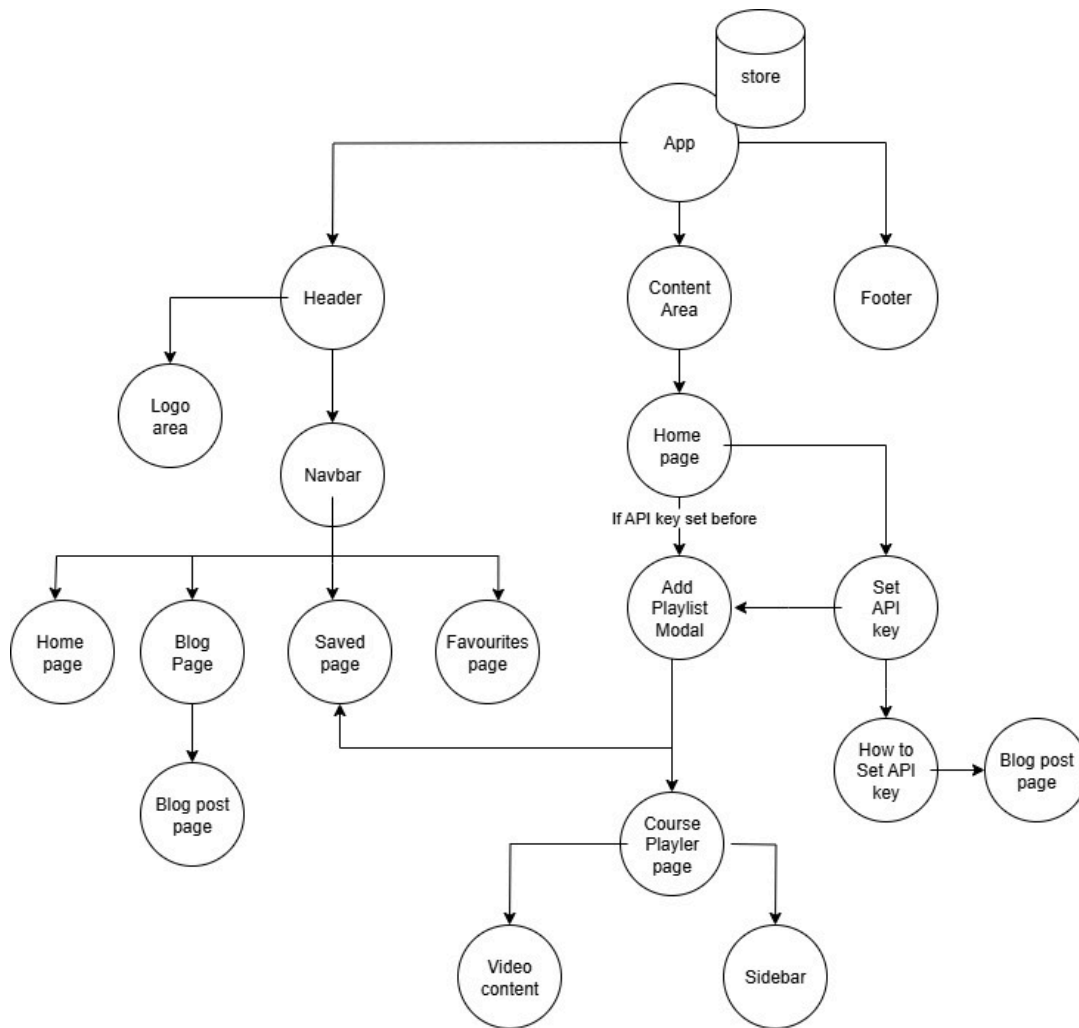 store
App
Header
Content
Area
Footer
Logo
area
Home
page
Navbar
If API key set before
Add
Playlist
Modal
Set
API
key
Home
page
Blog
Page
Saved
page
Favourites
page
How to
Set API
key
Blog post
page
Blog post
page
Course
Playler
page
Video
content
Sidebar